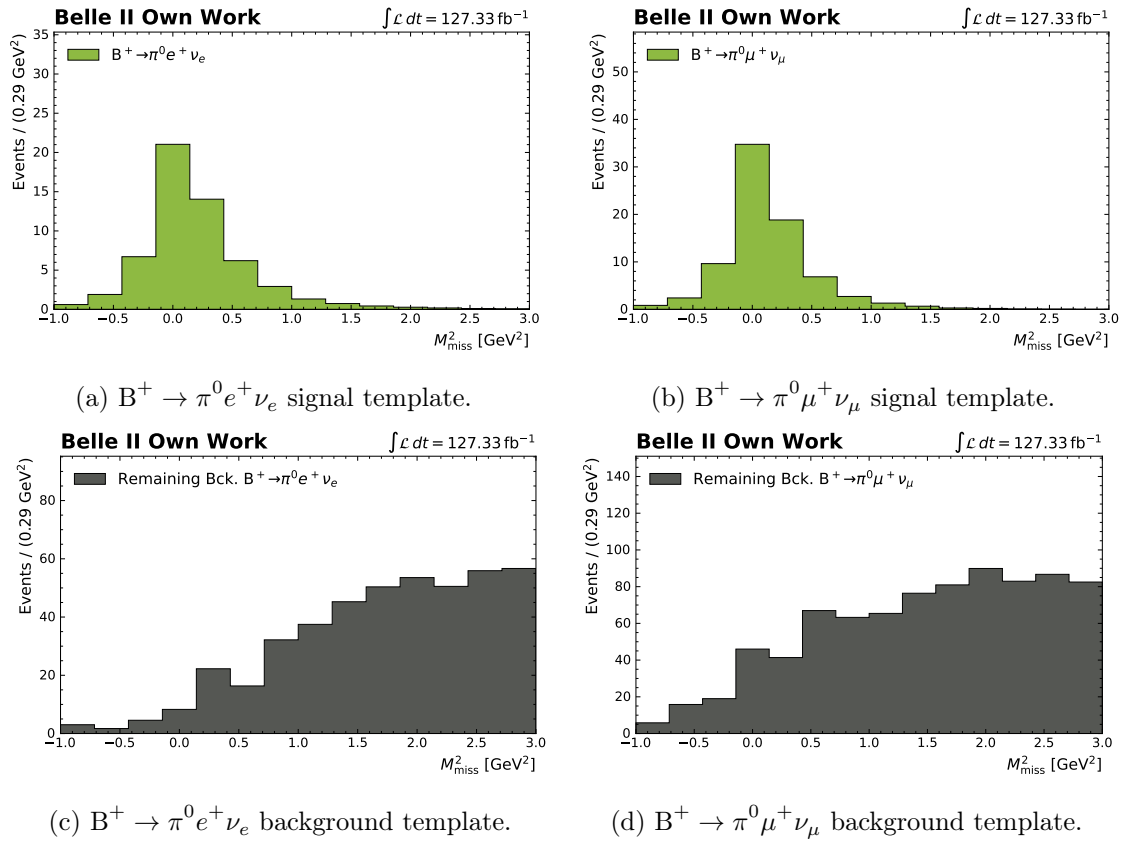 Belle II Own Work ∫ℒ dt = 127.33 fb⁻¹
B⁺→π⁰e⁺νₑ
Events / (0.29 GeV²)
35
30
25
20
15
10
5
0
−1.0 −0.5 0.0 0.5 1.0 1.5 2.0 2.5 3.0
M²miss [GeV²]
(a) B⁺ → π⁰e⁺νₑ signal template.
Belle II Own Work ∫ℒ dt = 127.33 fb⁻¹
B⁺→π⁰μ⁺ν_μ
Events / (0.29 GeV²)
50
40
30
20
10
0
−1.0 −0.5 0.0 0.5 1.0 1.5 2.0 2.5 3.0
M²miss [GeV²]
(b) B⁺ → π⁰μ⁺ν_μ signal template.
Belle II Own Work ∫ℒ dt = 127.33 fb⁻¹
Remaining Bck. B⁺→π⁰e⁺νₑ
Events / (0.29 GeV²)
80
60
40
20
0
−1.0 −0.5 0.0 0.5 1.0 1.5 2.0 2.5 3.0
M²miss [GeV²]
(c) B⁺ → π⁰e⁺νₑ background template.
Belle II Own Work ∫ℒ dt = 127.33 fb⁻¹
Remaining Bck. B⁺→π⁰μ⁺ν_μ
Events / (0.29 GeV²)
140
120
100
80
60
40
20
0
−1.0 −0.5 0.0 0.5 1.0 1.5 2.0 2.5 3.0
M²miss [GeV²]
(d) B⁺ → π⁰μ⁺ν_μ background template.